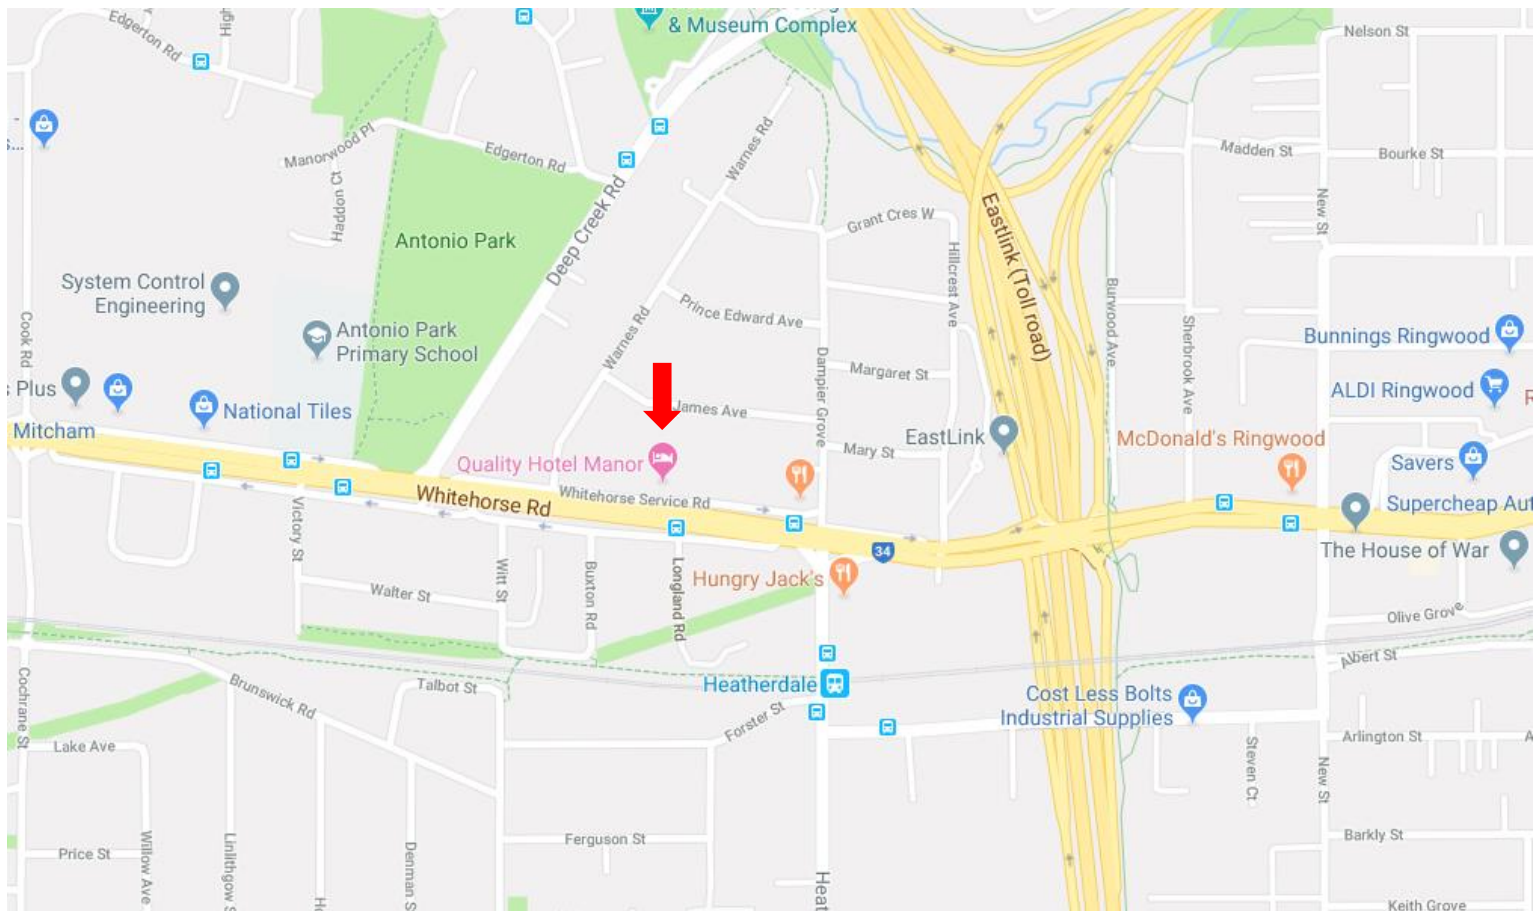 & Museum Complex
Edgerton Rd
Nelson St
Manorwood Pl
Edgerton Rd
Warnes Rd
Madden St
Bourke St
Haddon Ct
Deep Creek Rd
Grant Cres W
Eastlink (Toll road)
New St
Antonio Park
Hillcrest Ave
System Control
Engineering
Burwood Ave
Prince Edward Ave
Cook Rd
Warnes Rd
Sherbrook Ave
Antonio Park
Primary School
Bunnings Ringwood
Dampier Grove
Margaret St
s Plus
ALDI Ringwood
R
National Tiles
James Ave
Mitcham
EastLink
McDonald's Ringwood
Mary St
Quality Hotel Manor
Savers
Whitehorse Rd
Whitehorse Service Rd
Supercheap Aut
Victory St
34
The House of War
Witt St
Buxton Rd
Longland Rd
Hungry Jack's
Walter St
Olive Grove
Albert St
Cochrane St
Brunswick Rd
Talbot St
Heatherdale
Cost Less Bolts
Industrial Supplies
Forster St
Lake Ave
Steven Ct
Arlington St
A
New St
Price St
Willow Ave
Linlithgow S
Denman S
Ferguson St
Barkly St
Heat
Ho
Keith Grove